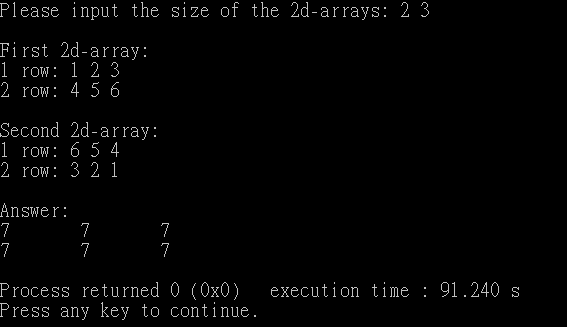 Please input the size of the 2d-arrays: 2 3
First 2d-array:
1 row: 1 2 3
2 row: 4 5 6
Second 2d-array:
1 row: 6 5 4
2 row: 3 2 1
Answer:
7 7 7
7 7 7
Process returned 0 (0x0) execution time : 91.240 s
Press any key to continue.